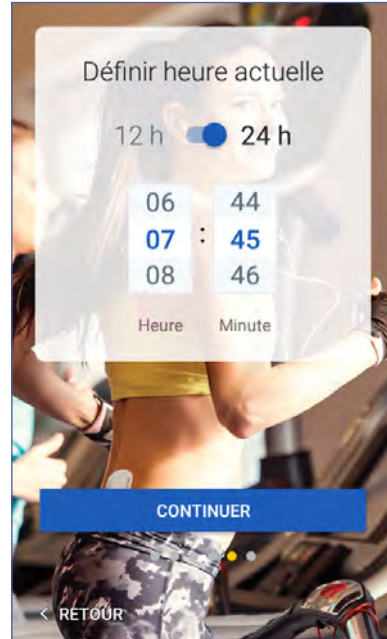 Définir heure actuelle
12 h 24 h
06 44
07 : 45
08 46
Heure Minute
CONTINUER
< RETOUR